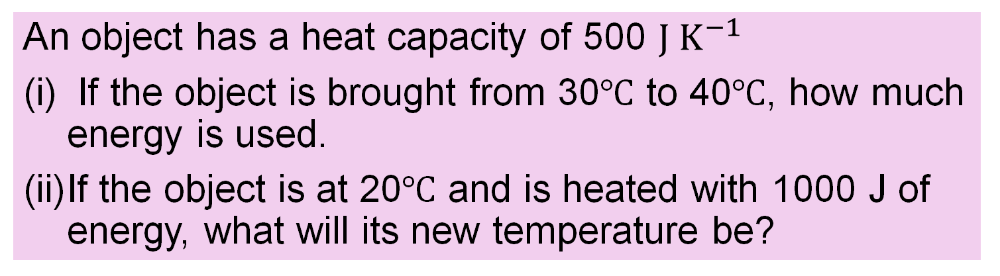 An object has a heat capacity of 500 J K⁻¹
(i) If the object is brought from 30°C to 40°C, how much
energy is used.
(ii)If the object is at 20°C and is heated with 1000 J of
energy, what will its new temperature be?